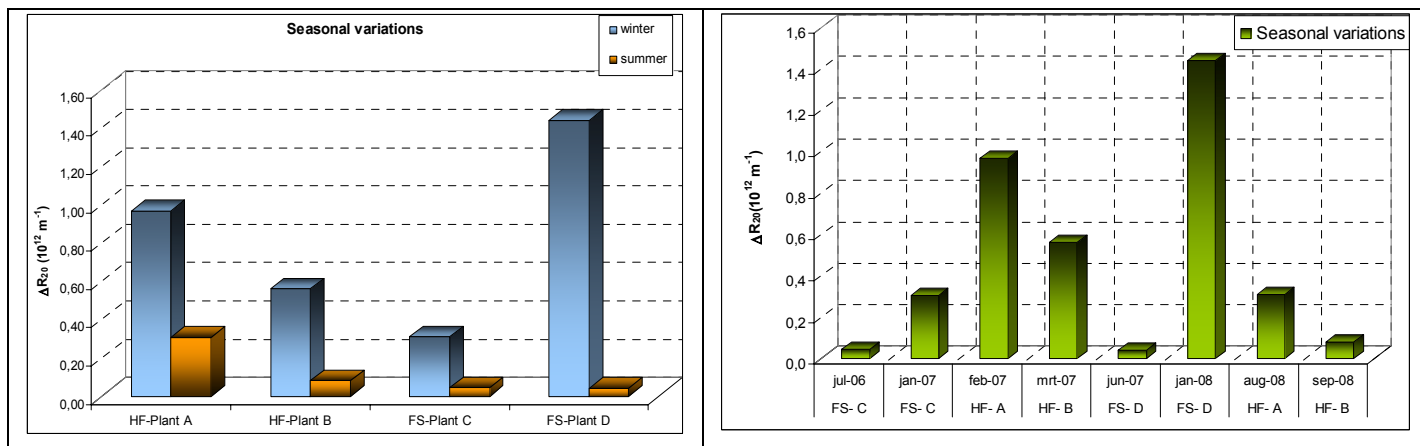 Seasonal variations
winter
summer
ΔR20 (10^12 m^-1)
1,60
1,40
1,20
1,00
0,80
0,60
0,40
0,20
0,00
HF-Plant A HF-Plant B FS-Plant C FS-Plant D
Seasonal variations
ΔR20(10^12 m^-1)
1,6
1,4
1,2
1,0
0,8
0,6
0,4
0,2
0,0
jul-06 jan-07 feb-07 mrt-07 jun-07 jan-08 aug-08 sep-08
FS- C FS- C HF- A HF- B FS- D FS- D HF- A HF- B